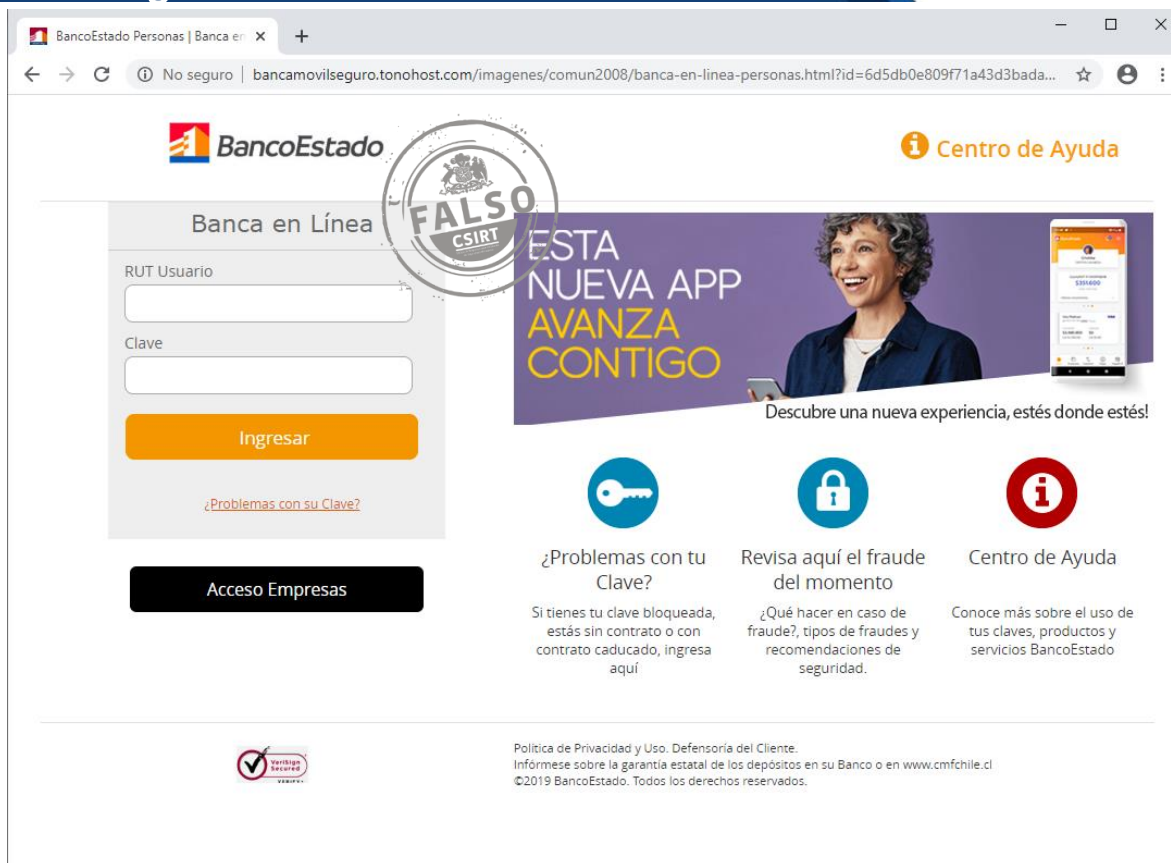 BancoEstado Personas | Banca en
No seguro | bancamovilseguro.tonohost.com/imagenes/comun2008/banca-en-linea-personas.html?id=6d5db0e809f71a43d3bada...
BancoEstado
Centro de Ayuda
FALSO
CSIRT
Banca en Línea
RUT Usuario
Clave
Ingresar
¿Problemas con su Clave?
Acceso Empresas
ESTA
NUEVA APP
AVANZA
CONTIGO
Descubre una nueva experiencia, estés donde estés!
¿Problemas con tu
Clave?
Si tienes tu clave bloqueada,
estás sin contrato o con
contrato caducado, ingresa
aquí
Revisa aquí el fraude
del momento
¿Qué hacer en caso de
fraude?, tipos de fraudes y
recomendaciones de
seguridad.
Centro de Ayuda
Conoce más sobre el uso de
tus claves, productos y
servicios BancoEstado
VeriSign
Secured
Política de Privacidad y Uso. Defensoría del Cliente.
Infórmese sobre la garantía estatal de los depósitos en su Banco o en www.cmfchile.cl
©2019 BancoEstado. Todos los derechos reservados.